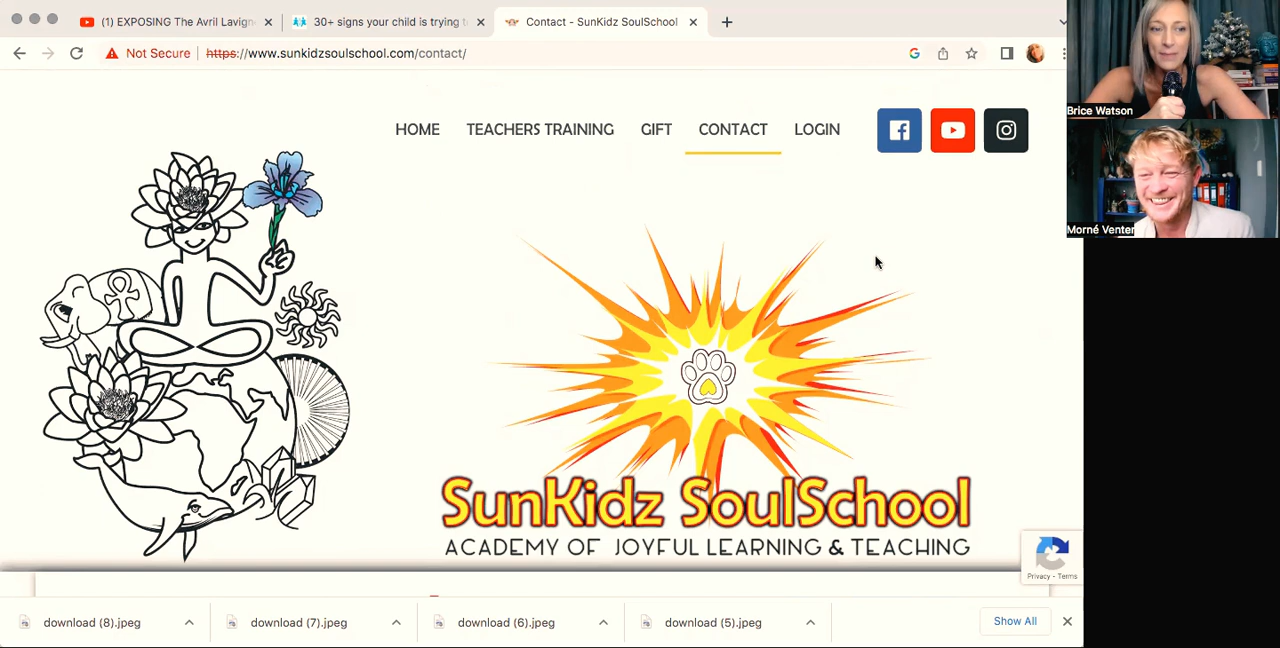 (1) EXPOSING The Avril Lavign
30+ signs your child is trying t
Contact - SunKidz SoulSchool
Not Secure
https://www.sunkidzsoulschool.com/contact/
Brice Watson
Morné Venter
HOME TEACHERS TRAINING GIFT CONTACT LOGIN
SunKidz SoulSchool
ACADEMY OF JOYFUL LEARNING & TEACHING
Privacy - Terms
download (8).jpeg
download (7).jpeg
download (6).jpeg
download (5).jpeg
Show All